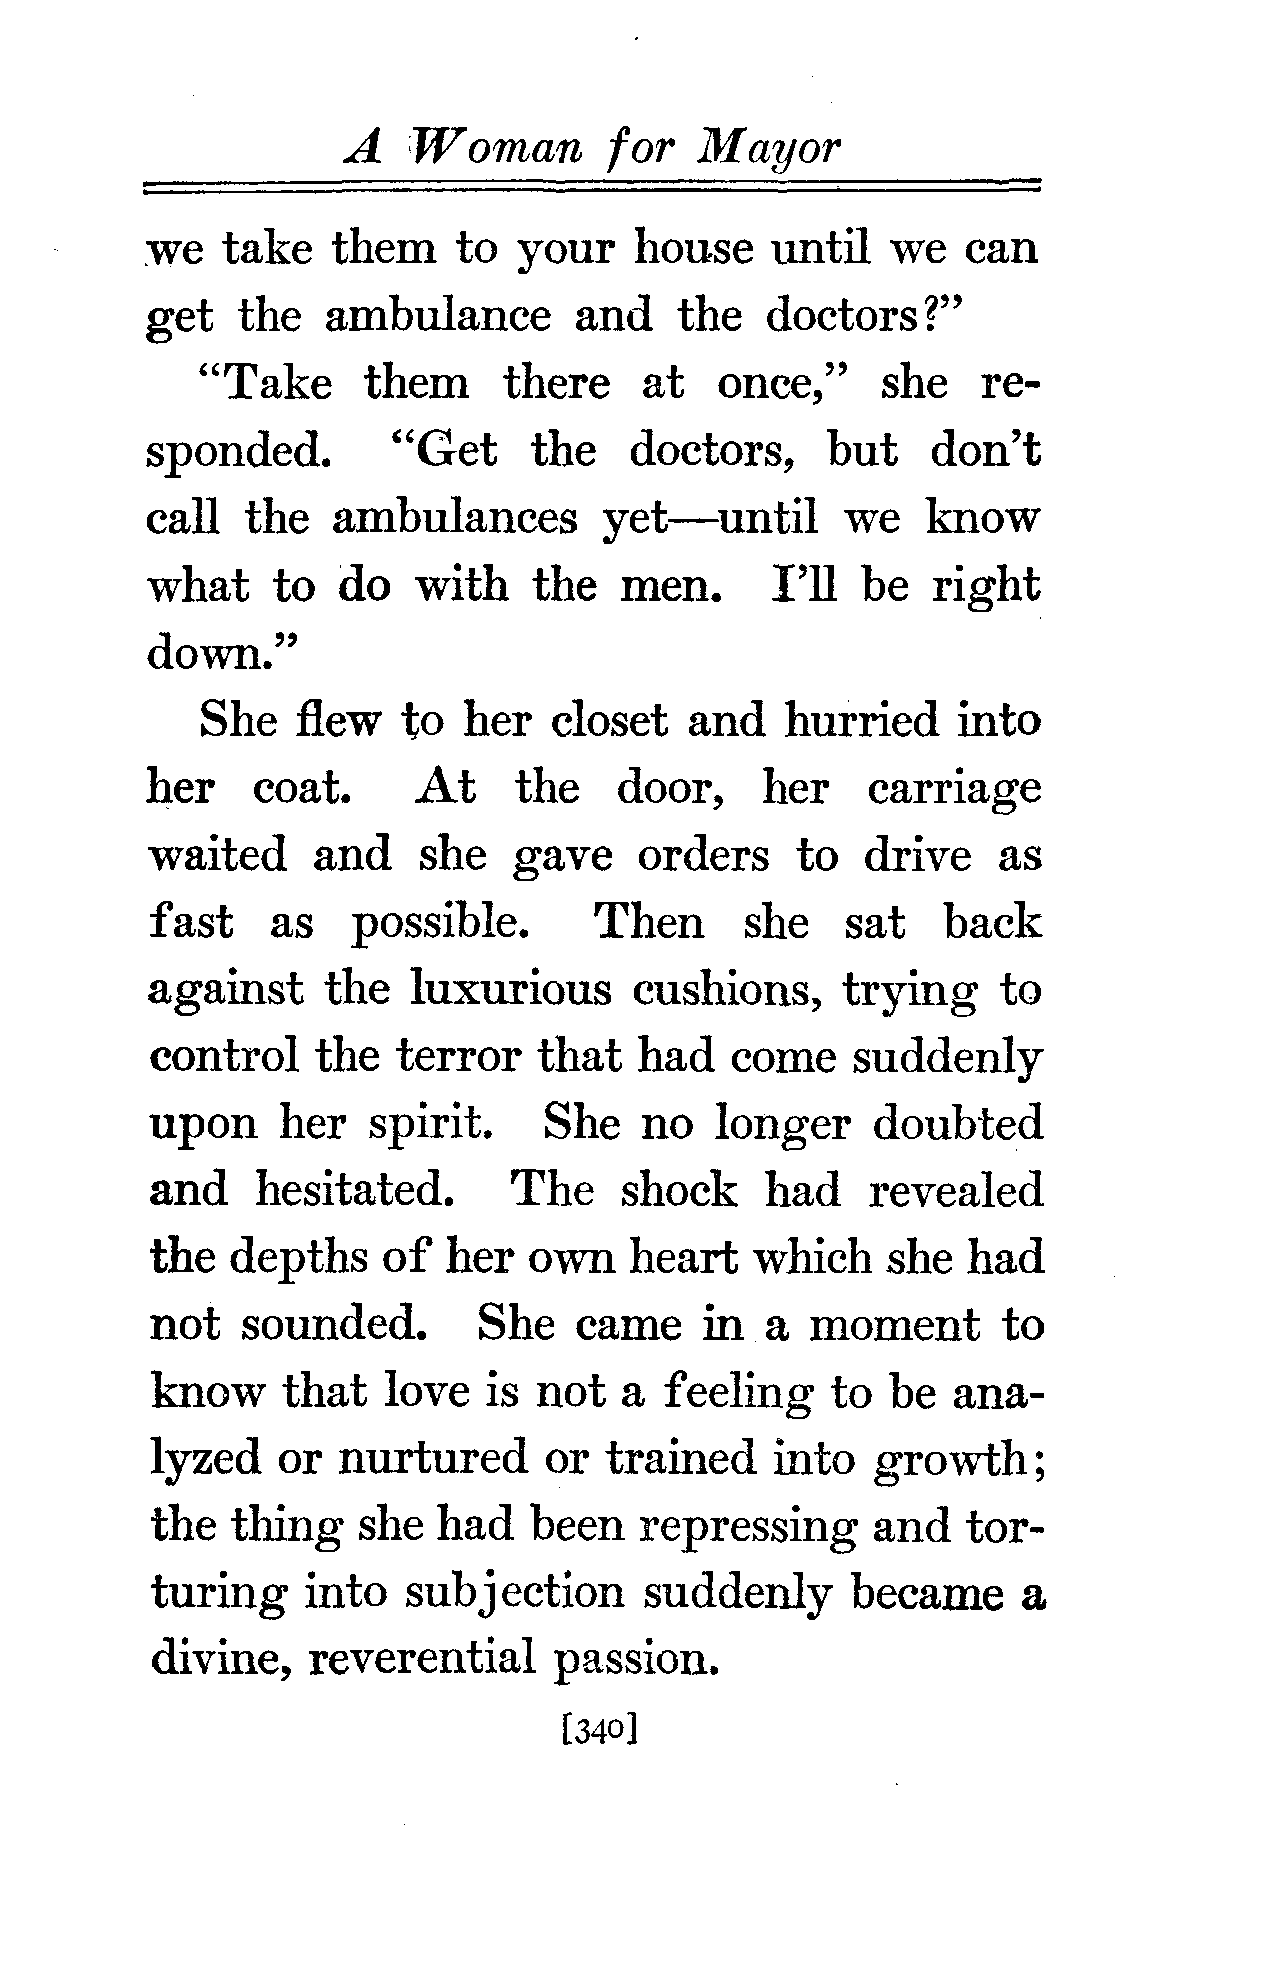 A Woman for Mayor
we take them to your house until we can
get the ambulance and the doctors?”
“Take them there at once,” she re-
sponded. “Get the doctors, but don’t
call the ambulances yet—until we know
what to do with the men. I’ll be right
down.”
She flew to her closet and hurried into
her coat. At the door, her carriage
waited and she gave orders to drive as
fast as possible. Then she sat back
against the luxurious cushions, trying to
control the terror that had come suddenly
upon her spirit. She no longer doubted
and hesitated. The shock had revealed
the depths of her own heart which she had
not sounded. She came in a moment to
know that love is not a feeling to be ana-
lyzed or nurtured or trained into growth;
the thing she had been repressing and tor-
turing into subjection suddenly became a
divine, reverential passion.
[340]